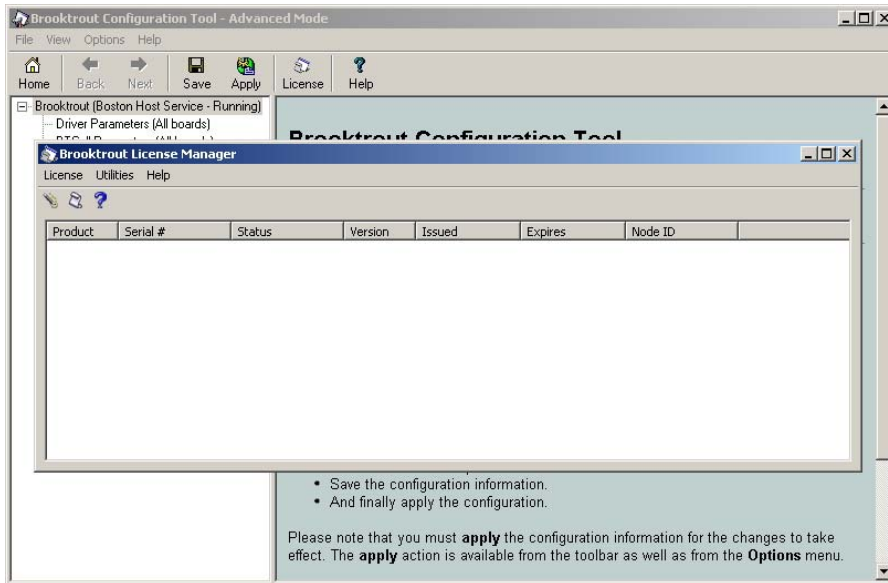 Brooktrout Configuration Tool - Advanced Mode
File View Options Help
Home Back Next Save Apply License Help
Brooktrout (Boston Host Service - Running)
Driver Parameters (All boards)
Brooktrout Configuration Tool
Brooktrout License Manager
License Utilities Help
Product Serial # Status Version Issued Expires Node ID
• Save the configuration information.
• And finally apply the configuration.
Please note that you must apply the configuration information for the changes to take
effect. The apply action is available from the toolbar as well as from the Options menu.